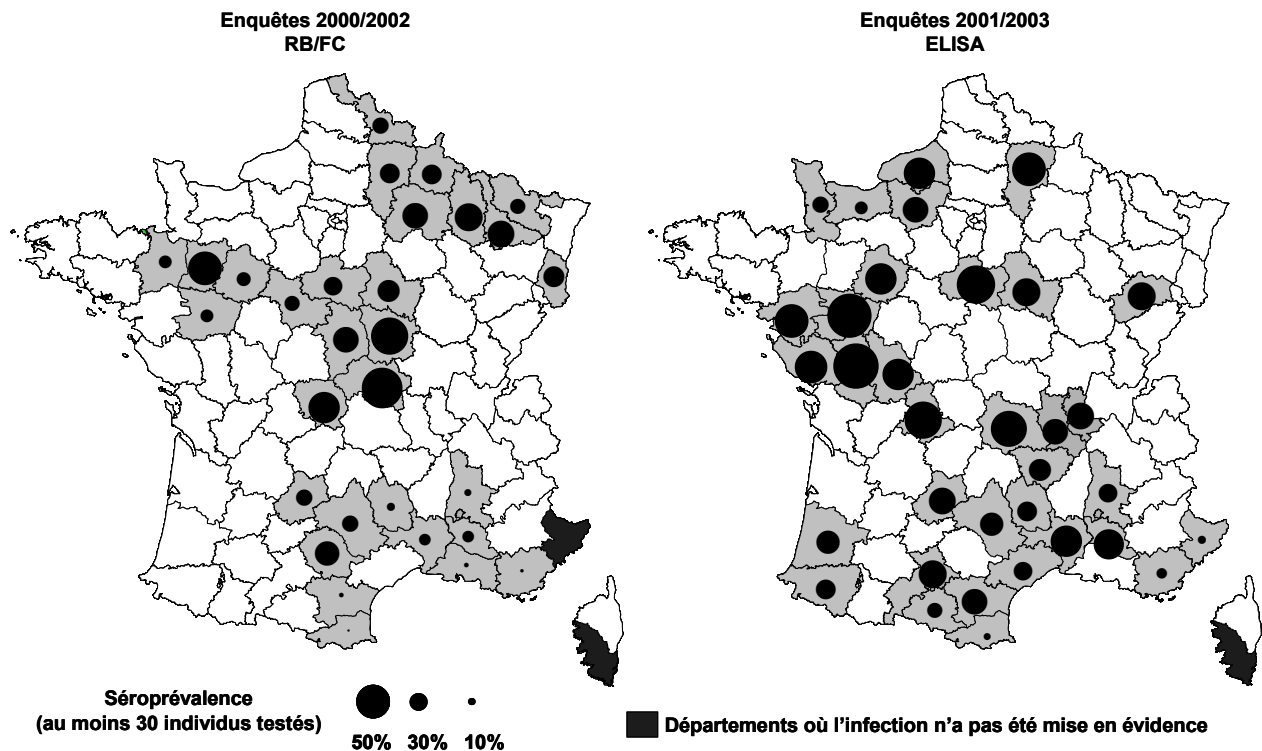 Enquêtes 2000/2002
RB/FC
Enquêtes 2001/2003
ELISA
Séroprévalence
(au moins 30 individus testés)
50% 30% 10%
Départements où l'infection n'a pas été mise en évidence